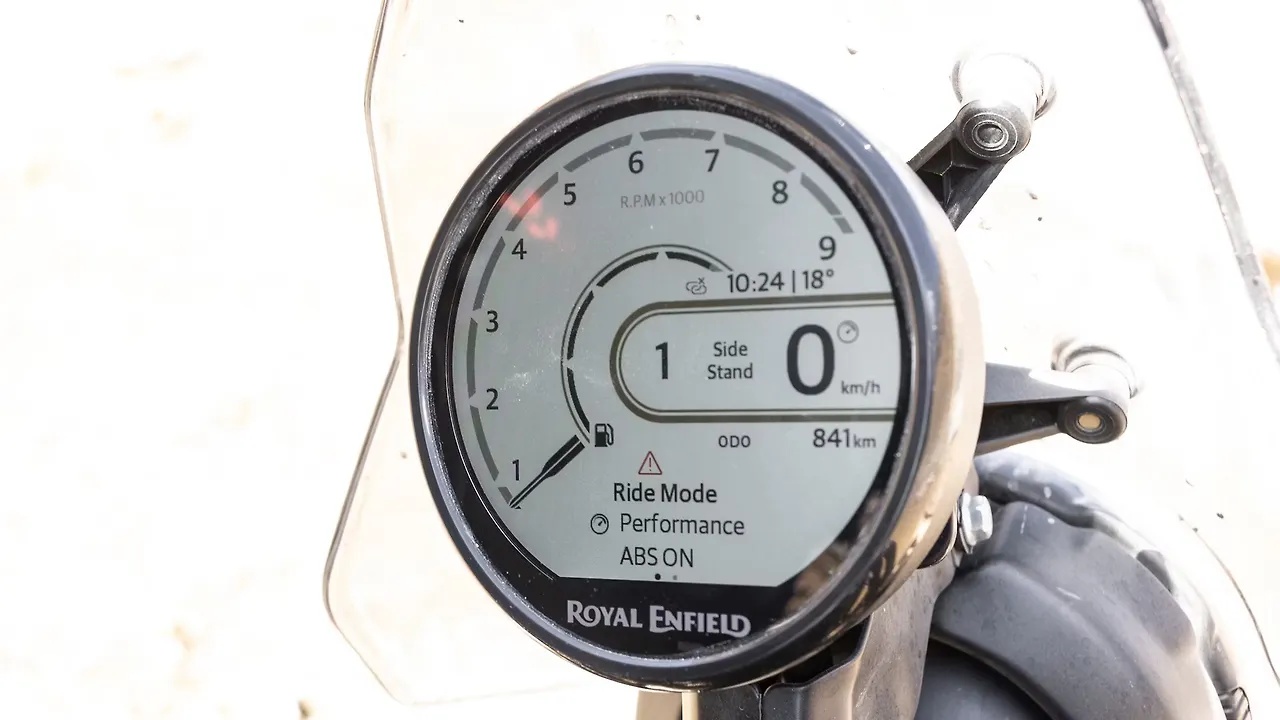 6 7
5 8
R.P.M x1000
4 9
10:24 | 18°
3
1 Side Stand 0 km/h
2
ODO 841km
1
Ride Mode
Performance
ABS ON
ROYAL ENFIELD